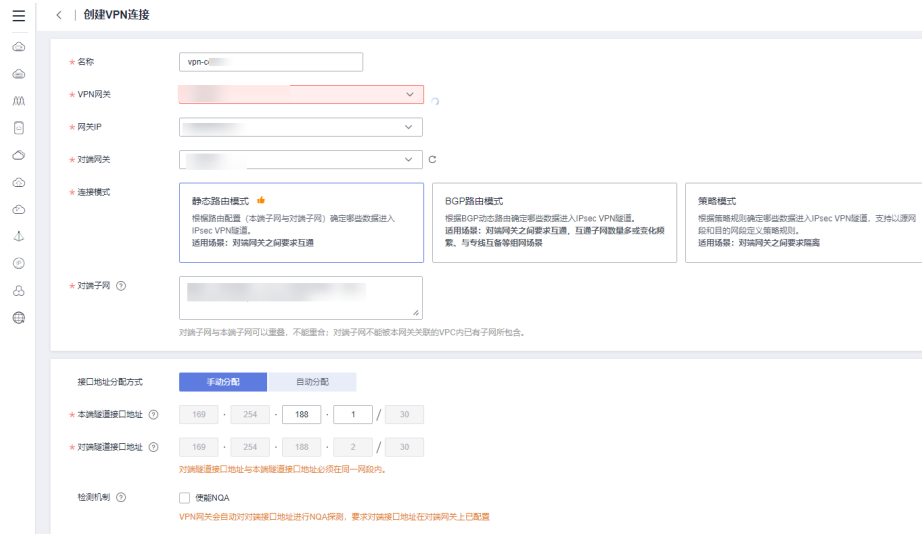 创建VPN连接
* 名称
vpn-c
* VPN网关
* 网关IP
* 对端网关
* 连接模式
静态路由模式
根据路由配置（本端子网与对端子网）确定哪些数据进入
IPsec VPN隧道。
适用场景：对端网关之间要求互通
BGP路由模式
根据BGP动态路由确定哪些数据进入IPsec VPN隧道。
适用场景：对端网关之间要求互通，互通子网数量多或变化频
繁、与专线互备等组网场景
策略模式
根据策略规则确定哪些数据进入IPsec VPN隧道，支持以源网
段和目的网段定义策略规则。
适用场景：对端网关之间要求隔离
* 对端子网
对端子网与本端子网可以重叠，不能重合；对端子网不能被本网关关联的VPC内已有子网所包含。
接口地址分配方式
手动分配
自动分配
* 本端隧道接口地址
169 . 254 . 188 . 1 / 30
* 对端隧道接口地址
169 . 254 . 188 . 2 / 30
对端隧道接口地址与本端隧道接口地址必须在同一网段内。
检测机制
使能NQA
VPN网关会自动对对端接口地址进行NQA探测，要求对端接口地址在对端网关上已配置